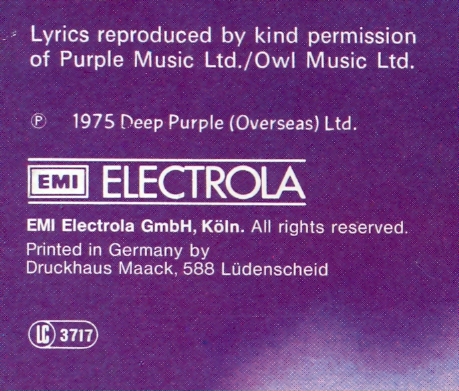 Lyrics reproduced by kind permission
of Purple Music Ltd./Owl Music Ltd.
℗ 1975 Deep Purple (Overseas) Ltd.
EMI ELECTROLA
EMI Electrola GmbH, Köln. All rights reserved.
Printed in Germany by
Druckhaus Maack, 588 Lüdenscheid
LC 3717